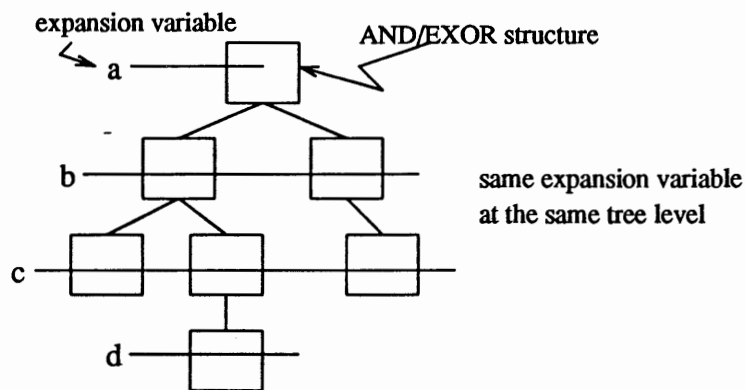 expansion variable
AND/EXOR structure
a
b
same expansion variable
at the same tree level
c
d